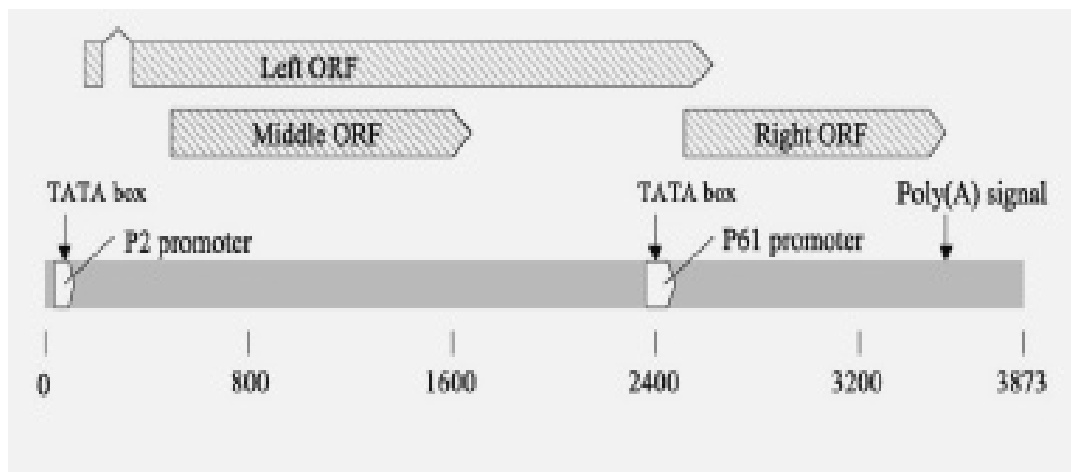 Left ORF
Middle ORF
Right ORF
TATA box
TATA box
Poly(A) signal
P2 promoter
P61 promoter
0
800
1600
2400
3200
3873